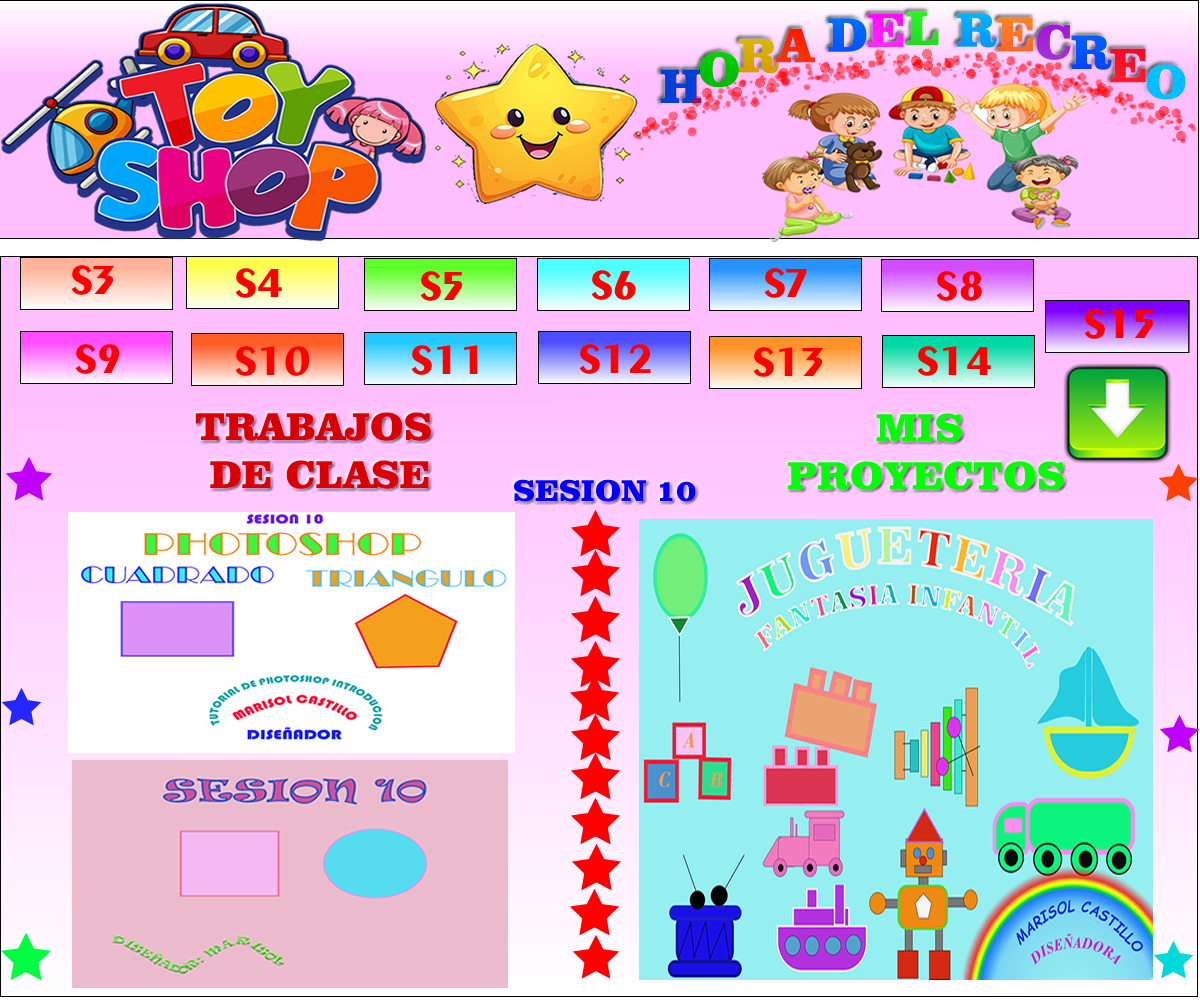 TOY
SHOP
HORA DEL RECREO
S3
S4
S5
S6
S7
S8
S15
S9
S10
S11
S12
S13
S14
TRABAJOS
DE CLASE
MIS
PROYECTOS
SESION 10
SESION 10
PHOTOSHOP
CUADRADO
TRIANGULO
TUTORIAL DE PHOTOSHOP INTRODUCION
MARISOL CASTILLO
DISEÑADOR
SESION 10
DISEÑADOR: MARISOL
JUGUETERIA
FANTASIA INFANTIL
A
C
B
MARISOL CASTILLO
DISEÑADORA